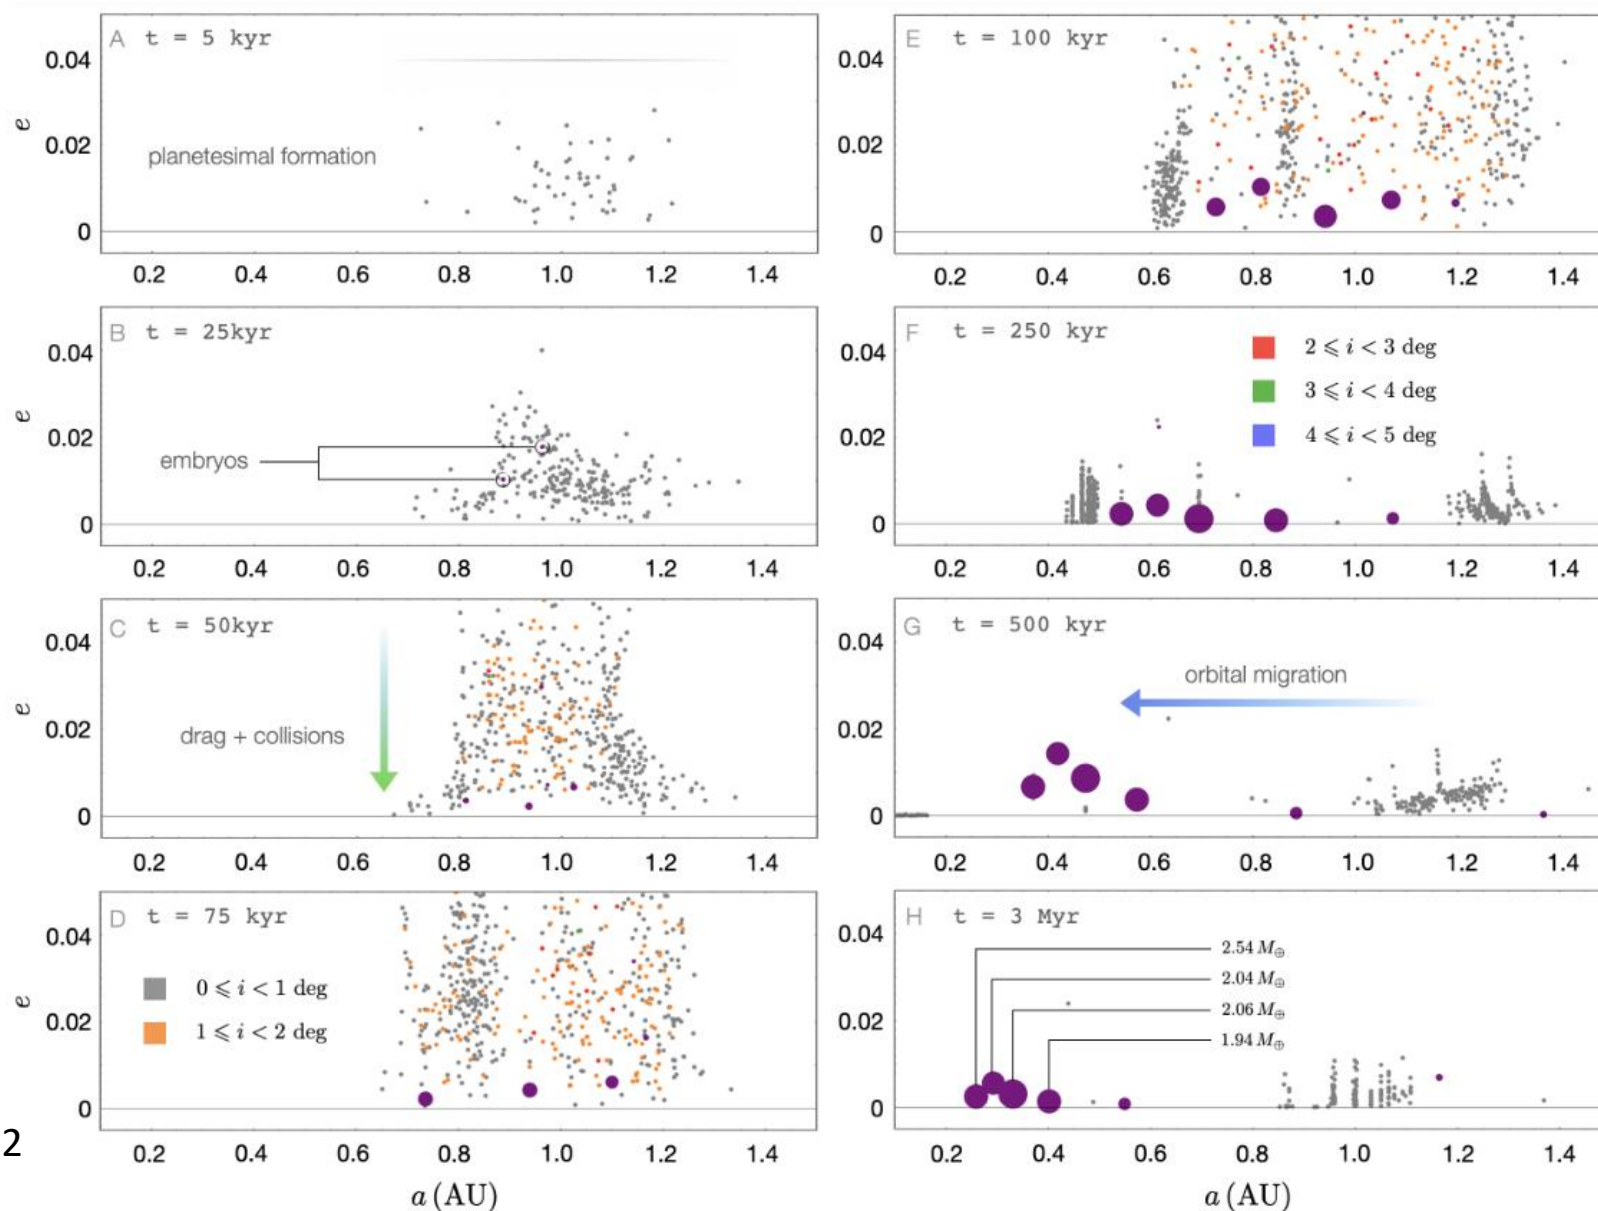 A t = 5 kyr
0.04
0.02
0
e
planetesimal formation
0.2 0.4 0.6 0.8 1.0 1.2 1.4
B t = 25kyr
0.04
0.02
0
e
embryos
0.2 0.4 0.6 0.8 1.0 1.2 1.4
C t = 50kyr
0.04
0.02
0
e
drag + collisions
0.2 0.4 0.6 0.8 1.0 1.2 1.4
D t = 75 kyr
0.04
0.02
0
e
0 ⩽ i < 1 deg
1 ⩽ i < 2 deg
0.2 0.4 0.6 0.8 1.0 1.2 1.4
a (AU)
2
E t = 100 kyr
0.04
0.02
0
0.2 0.4 0.6 0.8 1.0 1.2 1.4
F t = 250 kyr
0.04
0.02
0
2 ⩽ i < 3 deg
3 ⩽ i < 4 deg
4 ⩽ i < 5 deg
0.2 0.4 0.6 0.8 1.0 1.2 1.4
G t = 500 kyr
0.04
0.02
0
orbital migration
0.2 0.4 0.6 0.8 1.0 1.2 1.4
H t = 3 Myr
0.04
0.02
0
2.54 M⊕
2.04 M⊕
2.06 M⊕
1.94 M⊕
0.2 0.4 0.6 0.8 1.0 1.2 1.4
a (AU)